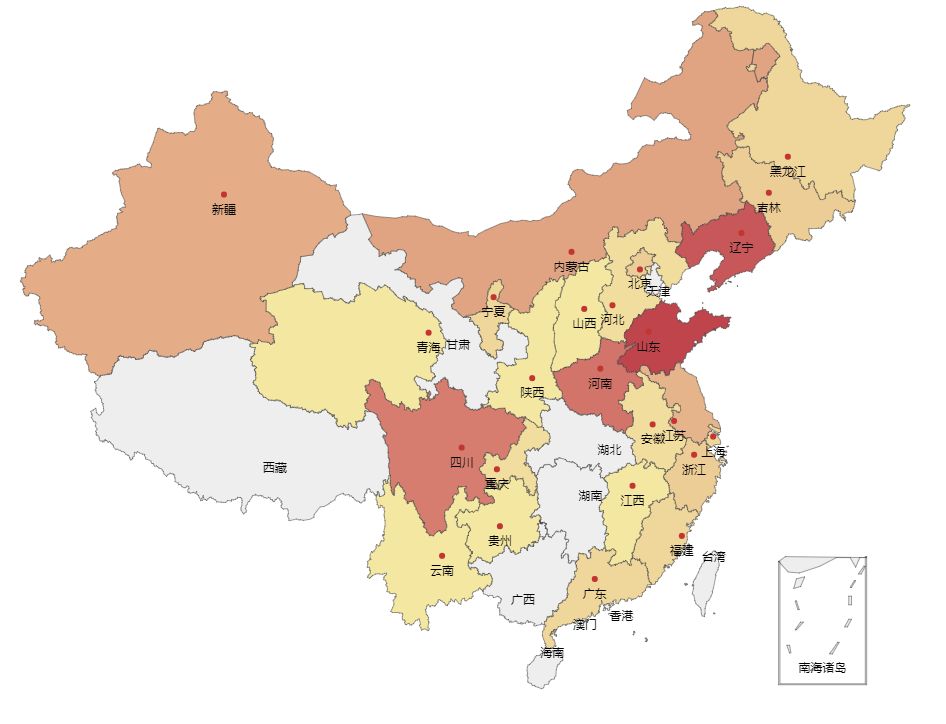 黑龙江
新疆
吉林
辽宁
内蒙古
北京
天津
宁夏
山西
河北
青海
甘肃
山东
陕西
河南
安徽
江苏
上海
湖北
四川
西藏
浙江
重庆
湖南
江西
贵州
福建
台湾
云南
广东
广西
香港
澳门
海南
南海诸岛